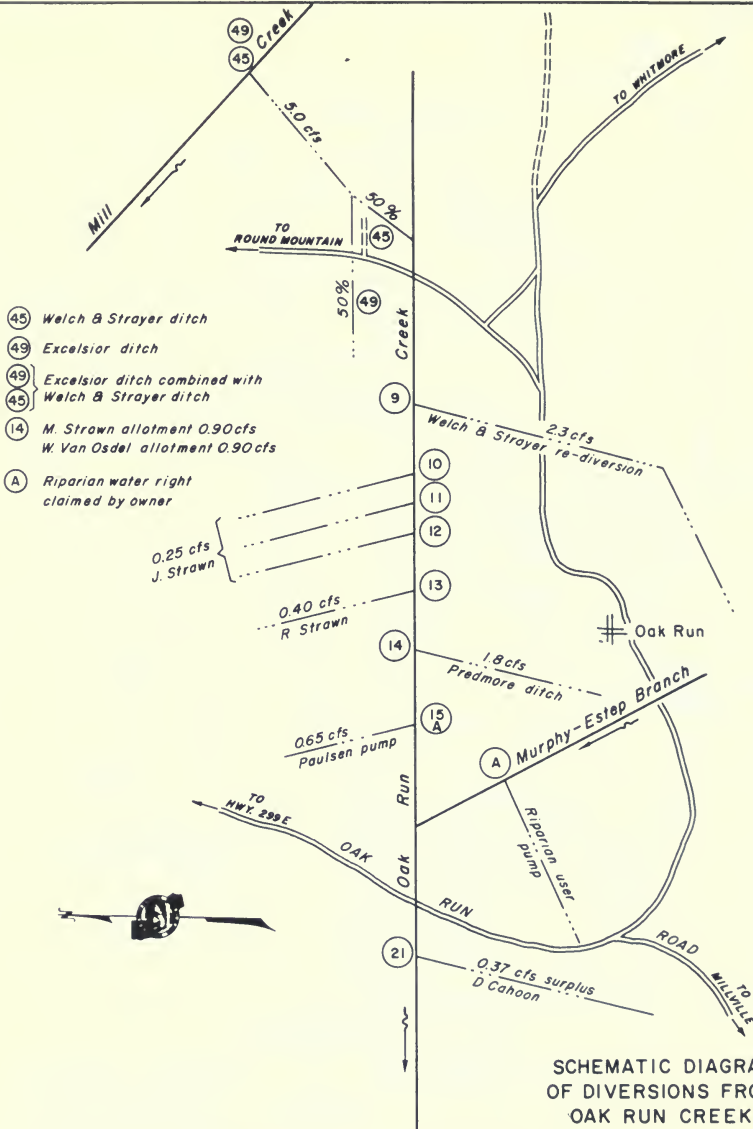 49
45
Creek
Mill
5.0 cfs
50%
TO WHITMORE
TO
ROUND MOUNTAIN
45
50%
49
Creek
45 Welch & Strayer ditch
49 Excelsior ditch
49 Excelsior ditch combined with
45 Welch & Strayer ditch
14 M. Strawn allotment 0.90cfs
W. Van Osdel allotment 0.90cfs
A Riparian water right
claimed by owner
9
2.3 cfs
Welch & Strayer re-diversion
10
11
12
0.25 cfs
J. Strawn
13
0.40 cfs
R Strawn
Oak Run
14
1.8cfs
Predmore ditch
15
A
0.65 cfs
Paulsen pump
A
Murphy-Estep Branch
Riparian user
pump
Run
Oak
TO
HWY. 299E
OAK
RUN
ROAD
TO
MILLVILLE
21
0.37 cfs surplus
D Cahoon
SCHEMATIC DIAGRA
OF DIVERSIONS FRO
OAK RUN CREEK